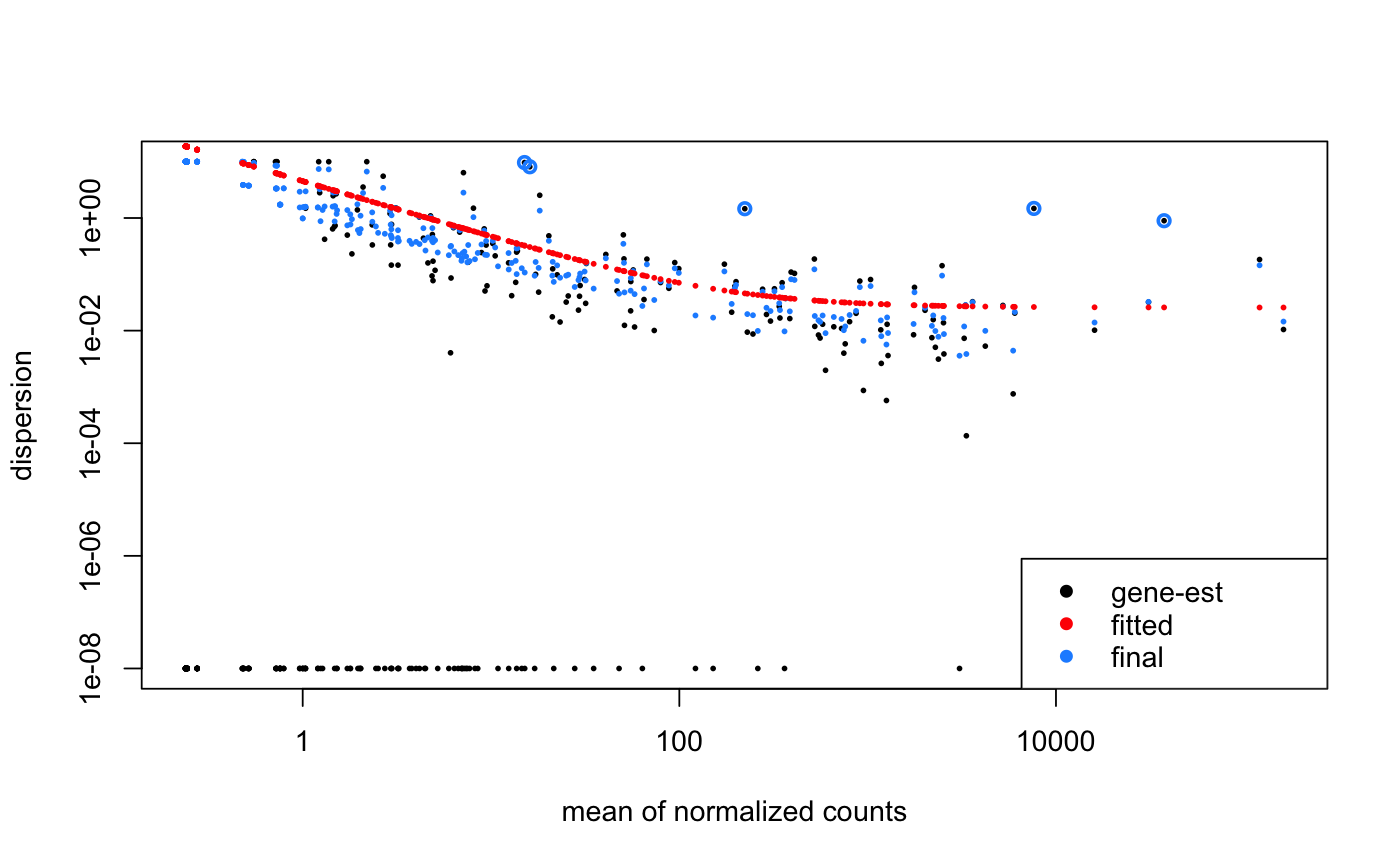 dispersion
1e+00
1e-02
1e-04
1e-06
1e-08
gene-est
fitted
final
1
100
10000
mean of normalized counts